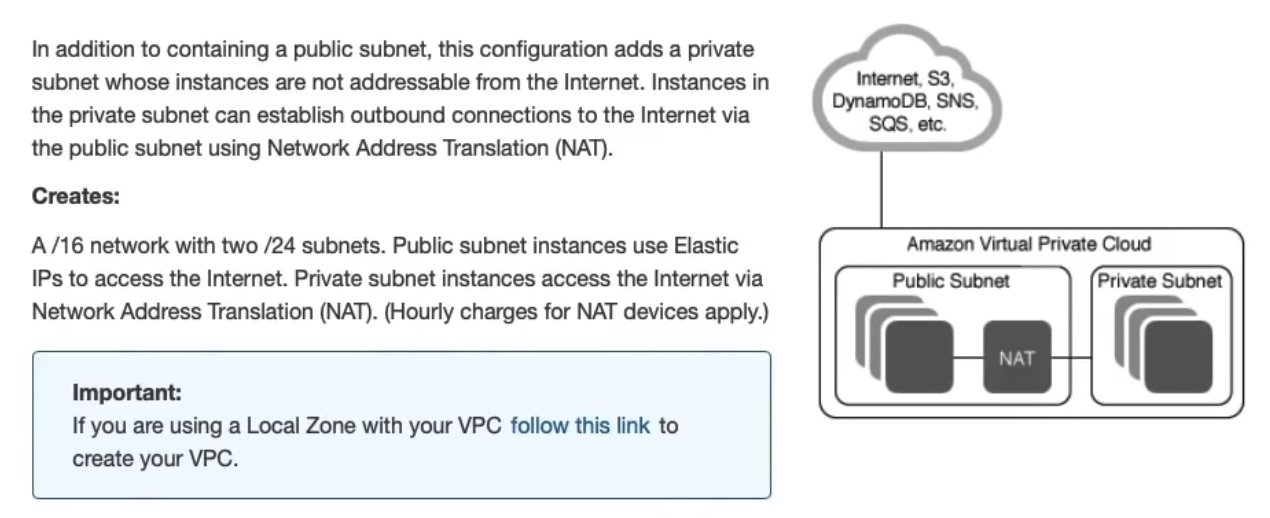 In addition to containing a public subnet, this configuration adds a private
subnet whose instances are not addressable from the Internet. Instances in
the private subnet can establish outbound connections to the Internet via
the public subnet using Network Address Translation (NAT).
Creates:
A /16 network with two /24 subnets. Public subnet instances use Elastic
IPs to access the Internet. Private subnet instances access the Internet via
Network Address Translation (NAT). (Hourly charges for NAT devices apply.)
Important:
If you are using a Local Zone with your VPC follow this link to
create your VPC.
Internet, S3,
DynamoDB, SNS,
SQS, etc.
Amazon Virtual Private Cloud
Public Subnet
Private Subnet
NAT